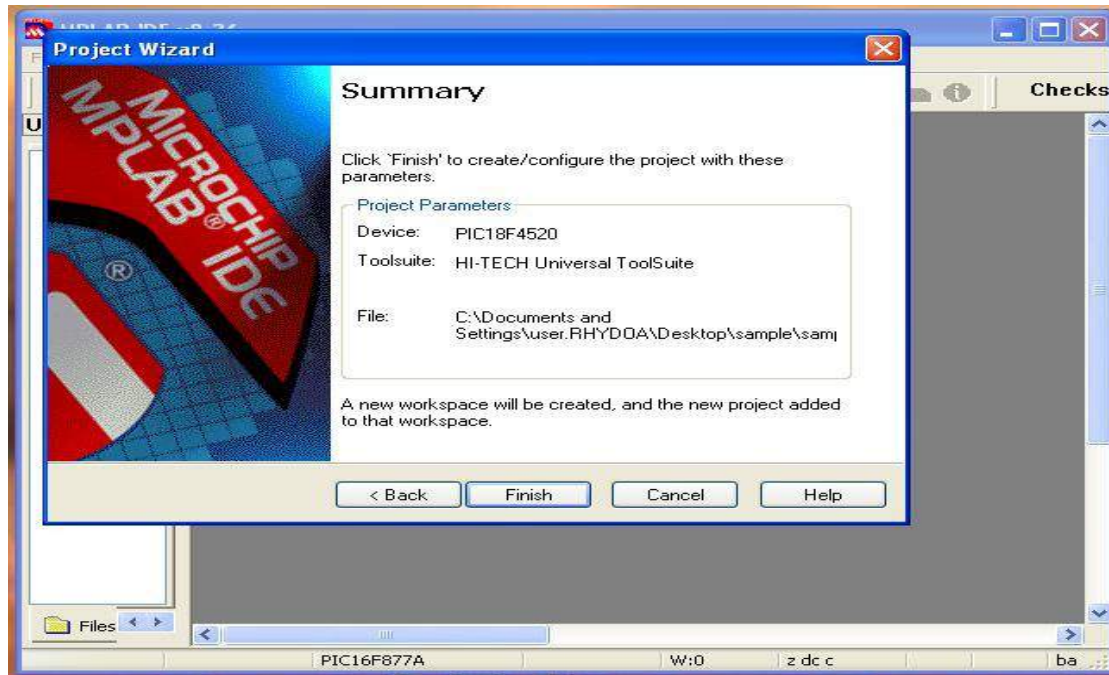 Project Wizard
Checks
U
MICROCHIP
MPLAB® IDE
®
Summary
Click `Finish' to create/configure the project with these
parameters.
Project Parameters
Device: PIC18F4520
Toolsuite: HI-TECH Universal ToolSuite
File: C:\Documents and
Settings\user.RHYDOA\Desktop\sample\samp
A new workspace will be created, and the new project added
to that workspace.
< Back Finish Cancel Help
Files
PIC16F877A W:0 z dc c ba